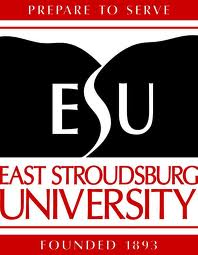 PREPARE TO SERVE
ESU
EAST STROUDSBURG
UNIVERSITY
FOUNDED 1893